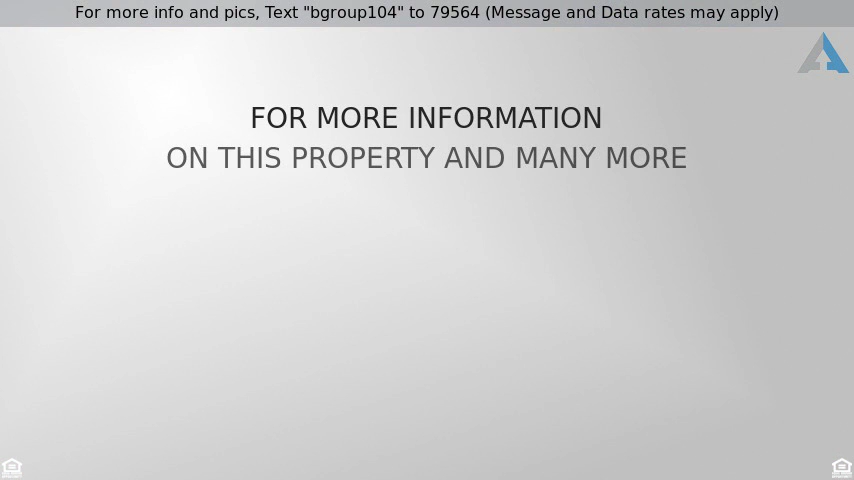 For more info and pics, Text "bgroup104" to 79564 (Message and Data rates may apply)
FOR MORE INFORMATION
ON THIS PROPERTY AND MANY MORE